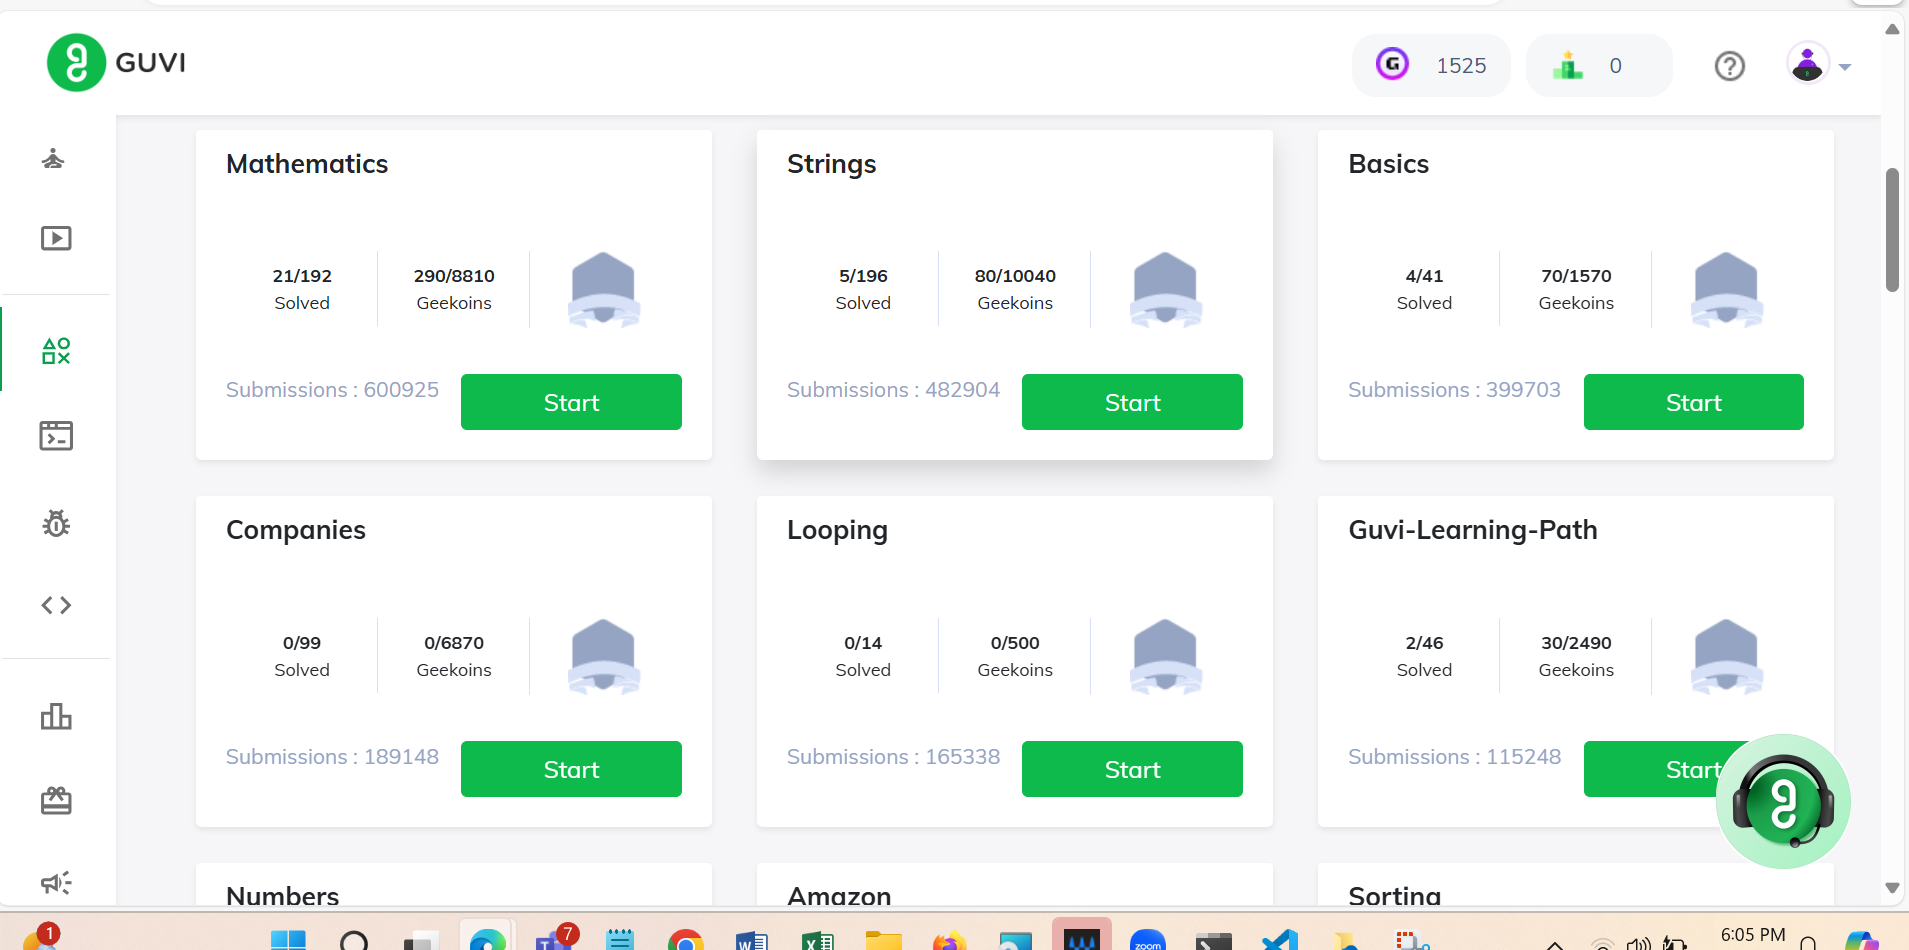 GUVI
G 1525
0
Mathematics
Strings
Basics
21/192
Solved
290/8810
Geekoins
5/196
Solved
80/10040
Geekoins
4/41
Solved
70/1570
Geekoins
Submissions : 600925
Start
Submissions : 482904
Start
Submissions : 399703
Start
Companies
Looping
Guvi-Learning-Path
0/99
Solved
0/6870
Geekoins
0/14
Solved
0/500
Geekoins
2/46
Solved
30/2490
Geekoins
Submissions : 189148
Start
Submissions : 165338
Start
Submissions : 115248
Start
Numbers
Amazon
Sorting
1
7
zoom
6:05 PM